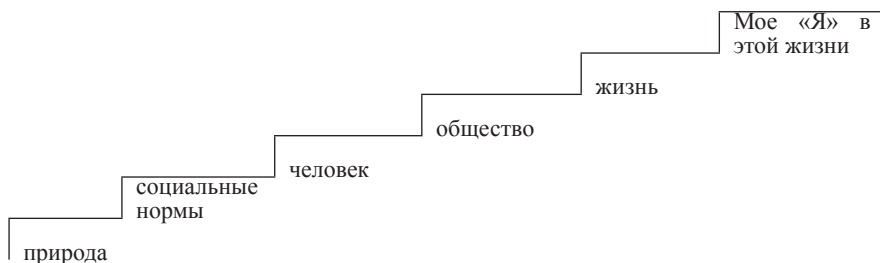 Мое «Я» в
этой жизни
жизнь
общество
человек
социальные
нормы
природа